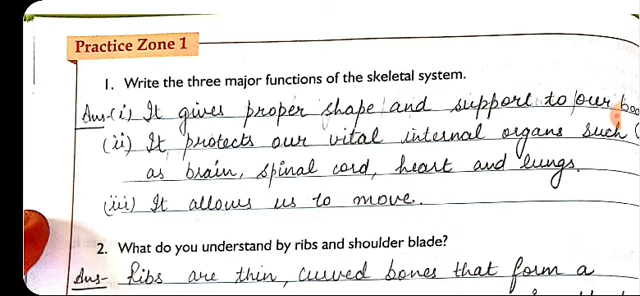 Practice Zone 1
1. Write the three major functions of the skeletal system.
Ans-(i) It gives proper shape and support to our
(ii) It protects our vital internal organs such
as brain, spinal cord, heart and lungs.
(iii) It allows us to move.
2. What do you understand by ribs and shoulder blade?
Ans- Ribs are thin, curved bones that form a